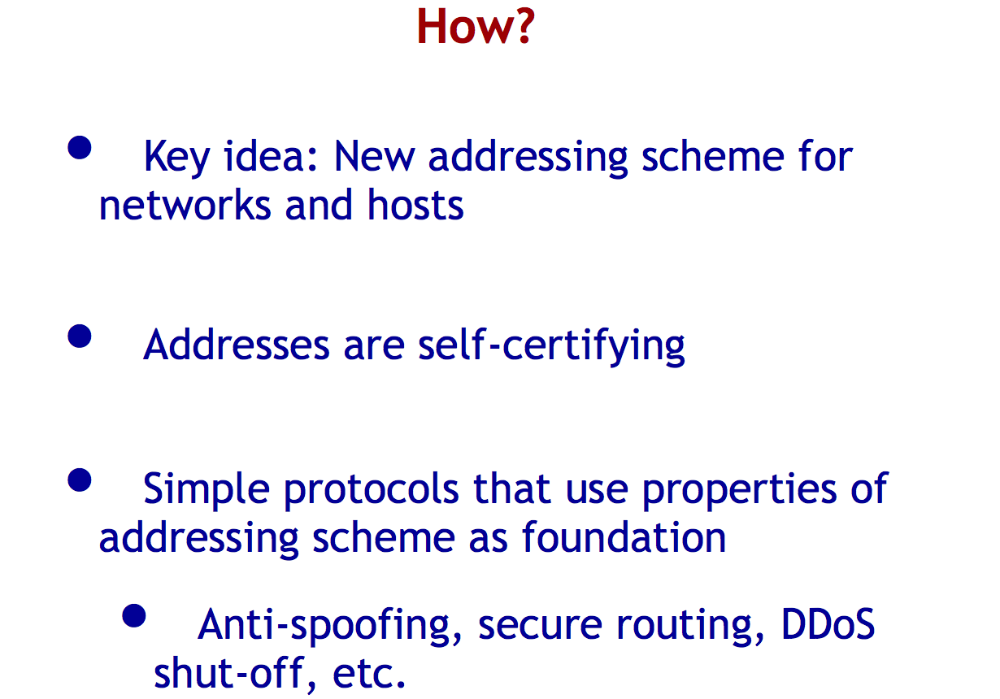 How?
• Key idea: New addressing scheme for
networks and hosts
• Addresses are self-certifying
• Simple protocols that use properties of
addressing scheme as foundation
• Anti-spoofing, secure routing, DDoS
shut-off, etc.